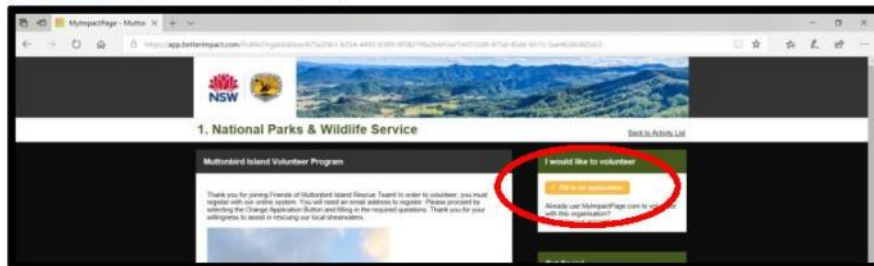 MyImpactPage - Mutto
NSW
1. National Parks & Wildlife Service
Back to Activity List
Muttonbird Island Volunteer Program
I would like to volunteer
Thank you for joining Friends of Muttonbird Island Rescue Team! In order to volunteer, you must
register with our online system. You will need an email address to register. Please proceed by
selecting the Orange Application Button and filling in the required questions. Thank you for your
willingness to assist in rescuing our local shearwaters.
Fill in an application
Already use MyImpactPage.com to volunteer
with this organisation?